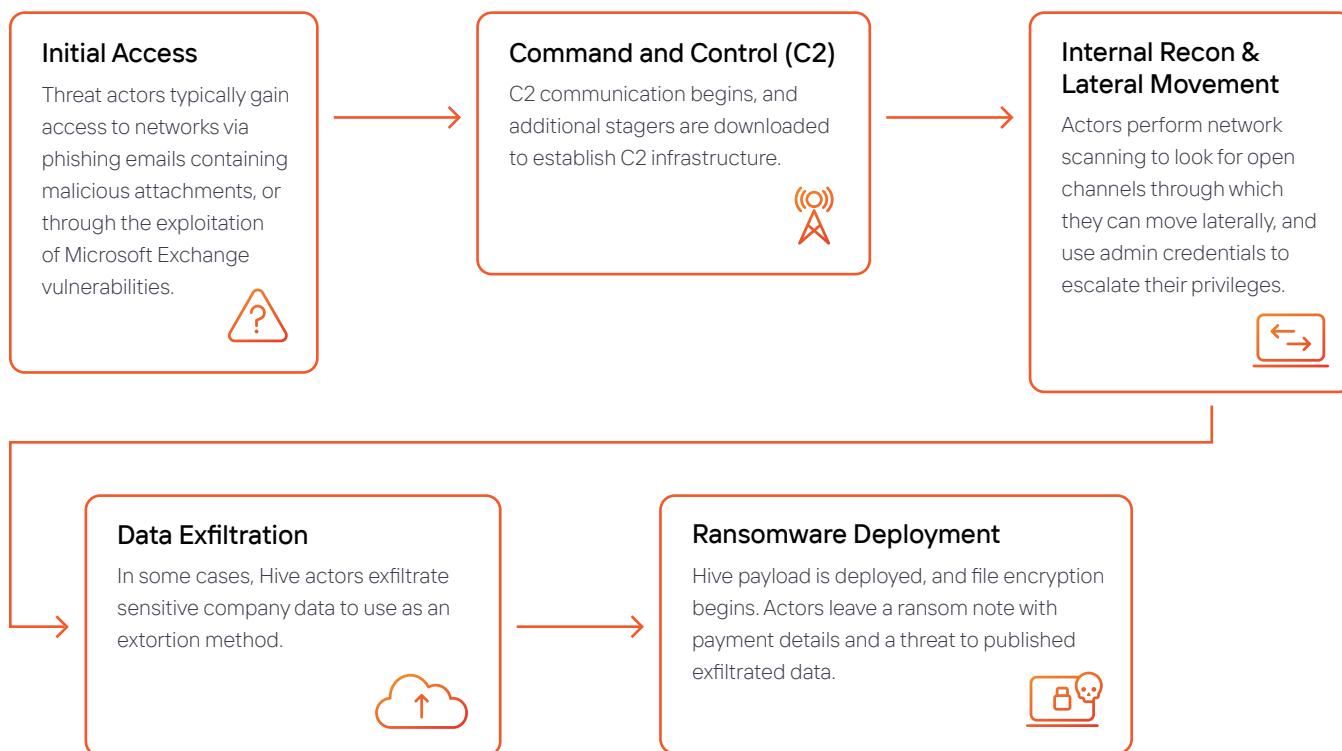 Initial Access
Threat actors typically gain
access to networks via
phishing emails containing
malicious attachments, or
through the exploitation
of Microsoft Exchange
vulnerabilities.
?
Command and Control (C2)
C2 communication begins, and
additional stagers are downloaded
to establish C2 infrastructure.
Internal Recon &
Lateral Movement
Actors perform network
scanning to look for open
channels through which
they can move laterally, and
use admin credentials to
escalate their privileges.
Data Exfiltration
In some cases, Hive actors exfiltrate
sensitive company data to use as an
extortion method.
Ransomware Deployment
Hive payload is deployed, and file encryption
begins. Actors leave a ransom note with
payment details and a threat to published
exfiltrated data.